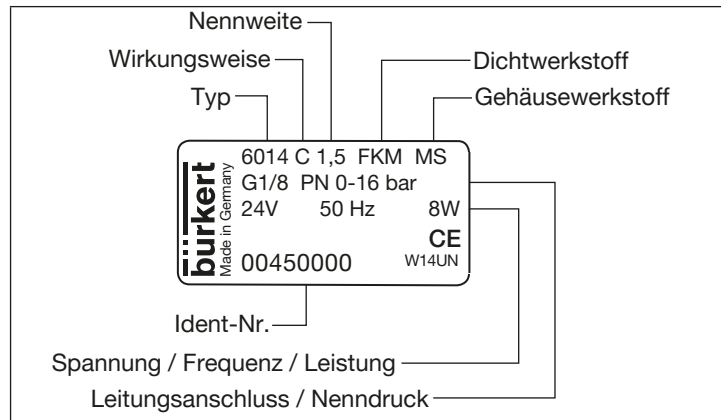 Nennweite
Wirkungsweise
Dichtwerkstoff
Typ
Gehäusewerkstoff
6014 C 1,5 FKM MS
G1/8 PN 0-16 bar
24V 50 Hz 8W
CE
00450000 W14UN
bürkert
Made in Germany
Ident-Nr.
Spannung / Frequenz / Leistung
Leitungsanschluss / Nenndruck